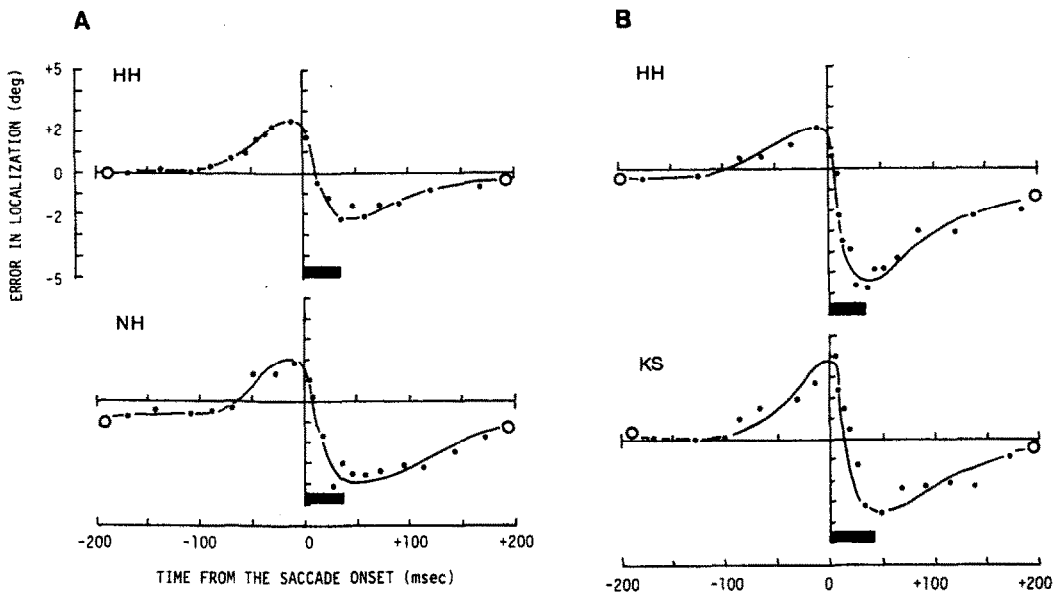 A
B
HH
HH
+5
+2
0
-2
-5
ERROR IN LOCALIZATION (deg)
NH
KS
-200 -100 0 +100 +200
-200 -100 0 +100 +200
TIME FROM THE SACCADE ONSET (msec)